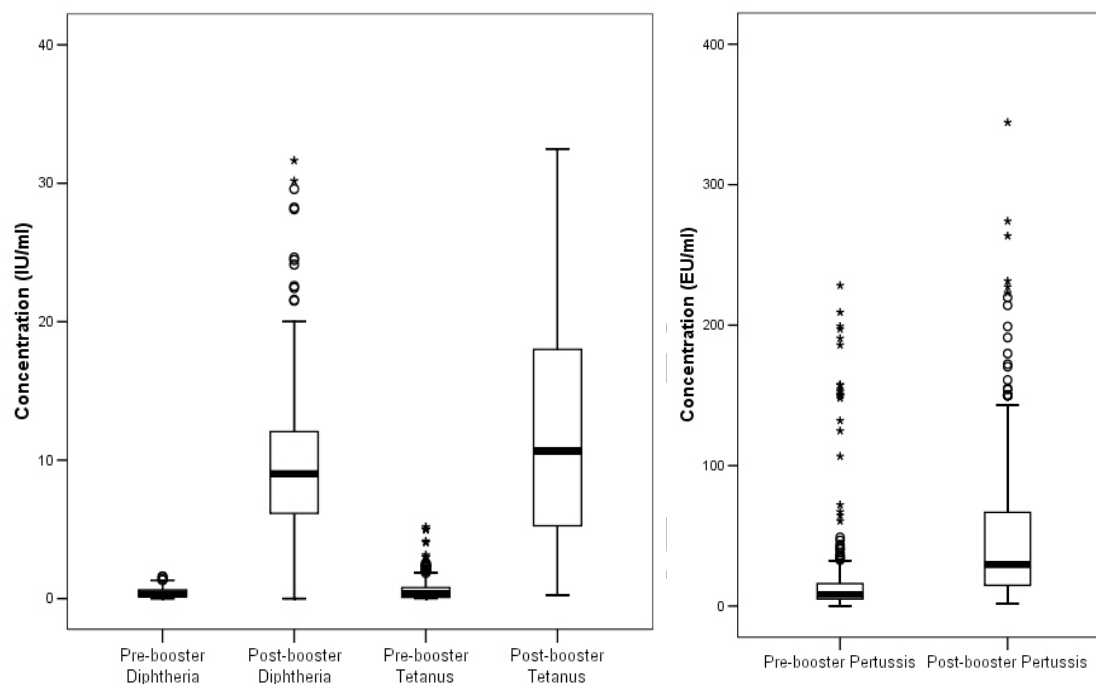 Concentration (IU/ml)
40
30
20
10
0
Pre-booster
Diphtheria
Post-booster
Diphtheria
Pre-booster
Tetanus
Post-booster
Tetanus
Concentration (EU/ml)
400
300
200
100
0
Pre-booster Pertussis
Post-booster Pertussis